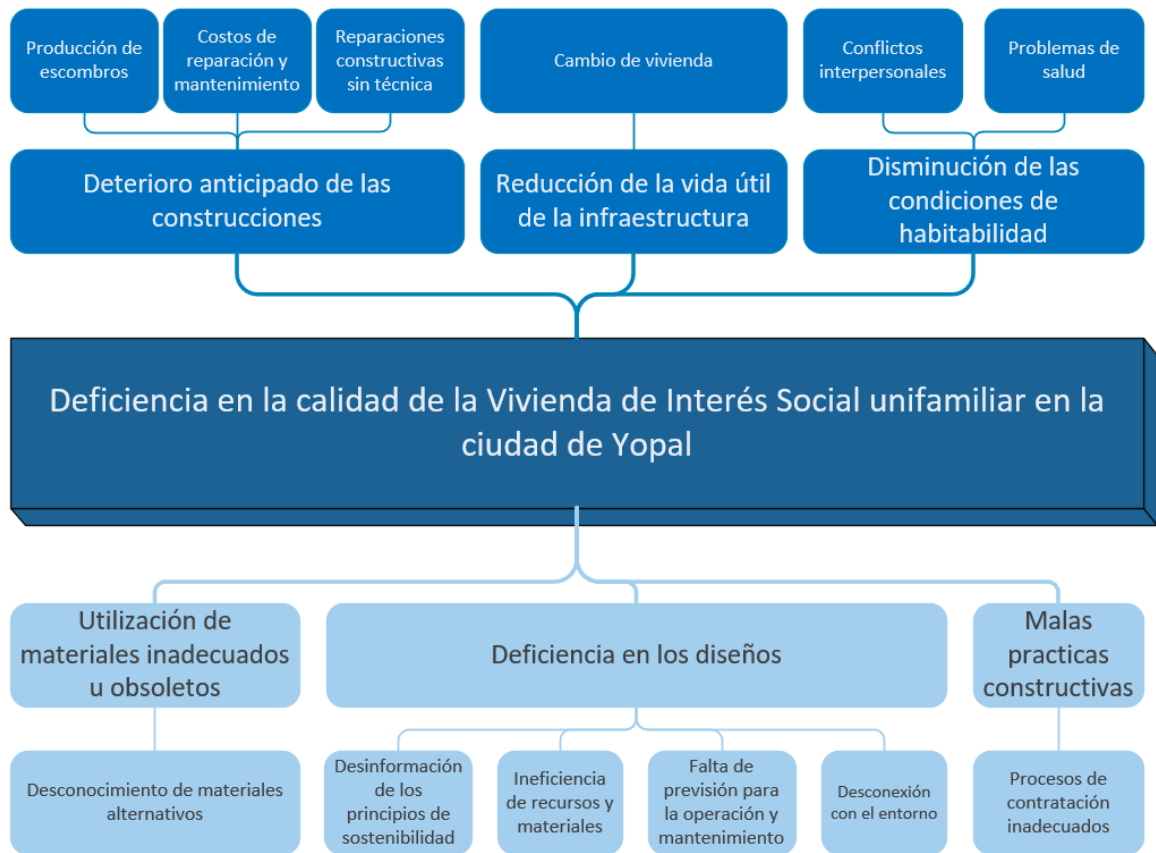 Producción de
escombros
Costos de
reparación y
mantenimiento
Reparaciones
constructivas
sin técnica
Cambio de vivienda
Conflictos
interpersonales
Problemas de
salud
Deterioro anticipado de las
construcciones
Reducción de la vida útil
de la infraestructura
Disminución de las
condiciones de
habitabilidad
Deficiencia en la calidad de la Vivienda de Interés Social unifamiliar en la
ciudad de Yopal
Utilización de
materiales inadecuados
u obsoletos
Deficiencia en los diseños
Malas
practicas
constructivas
Desconocimiento de materiales
alternativos
Desinformación
de los
principios de
sostenibilidad
Ineficiencia
de recursos y
materiales
Falta de
previsión para
la operación y
mantenimiento
Desconexión
con el entorno
Procesos de
contratación
inadecuados